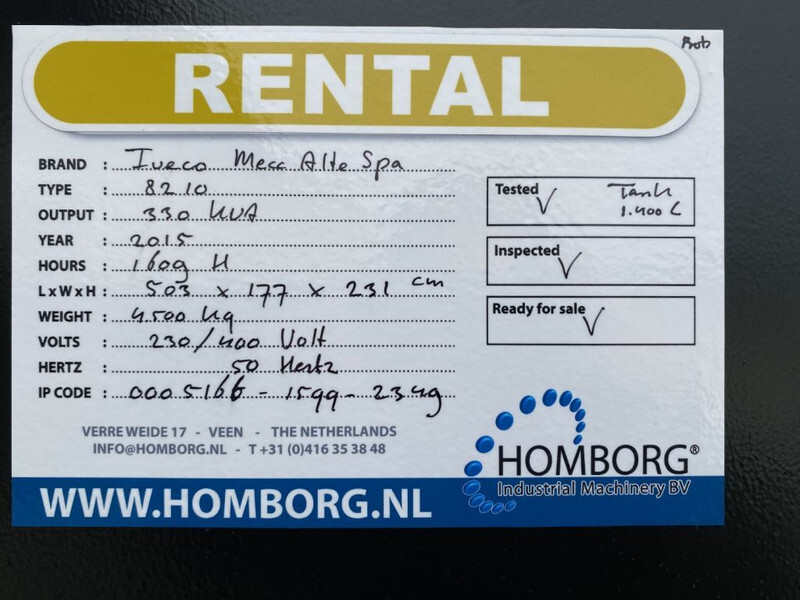 Bob
RENTAL
BRAND : Iveco Mecc Alte Spa
TYPE : 8210
OUTPUT : 330 KVA
YEAR : 2015
HOURS : 1609 H
L x W x H : 503 x 177 x 231 cm
WEIGHT : 4.500 Kg
VOLTS : 230/400 Volt
HERTZ : 50 Hertz
IP CODE : 0005166-1599-2349
Tested ✓ Tank
1.400 L
Inspected ✓
Ready for sale ✓
VERRE WEIDE 17 - VEEN - THE NETHERLANDS
INFO@HOMBORG.NL - T +31 (0)416 35 38 48
HOMBORG®
Industrial Machinery BV
WWW.HOMBORG.NL